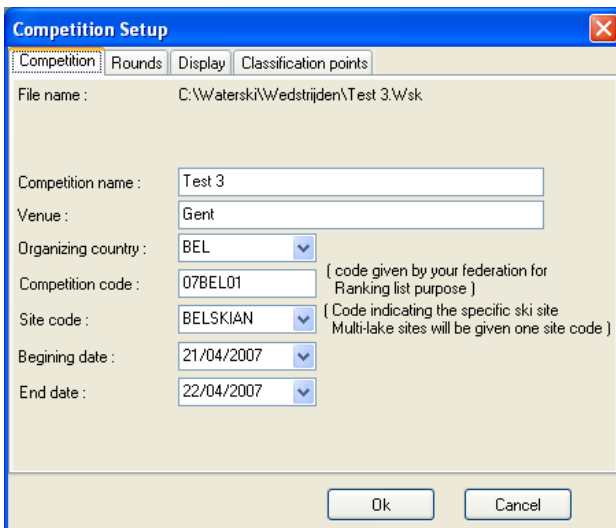 Competition Setup
Competition Rounds Display Classification points
File name : C:\Waterski\Wedstrijden\Test 3.Wsk
Competition name : Test 3
Venue : Gent
Organizing country : BEL
Competition code : 07BEL01 ( code given by your federation for
Ranking list purpose )
Site code : BELSKIAN ( Code indicating the specific ski site
Multi-lake sites will be given one site code )
Begining date : 21/04/2007
End date : 22/04/2007
Ok Cancel